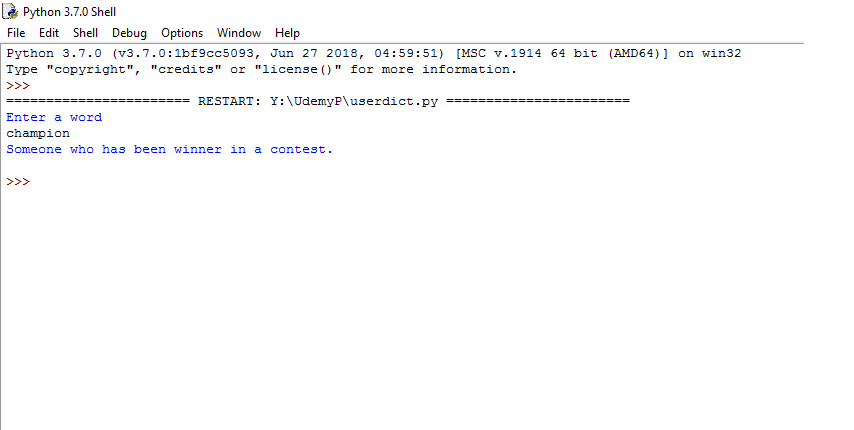 Python 3.7.0 Shell
File Edit Shell Debug Options Window Help
Python 3.7.0 (v3.7.0:1bf9cc5093, Jun 27 2018, 04:59:51) [MSC v.1914 64 bit (AMD64)] on win32
Type "copyright", "credits" or "license()" for more information.
>>>
======================= RESTART: Y:\UdemyP\userdict.py =======================
Enter a word
champion
Someone who has been winner in a contest.
>>>